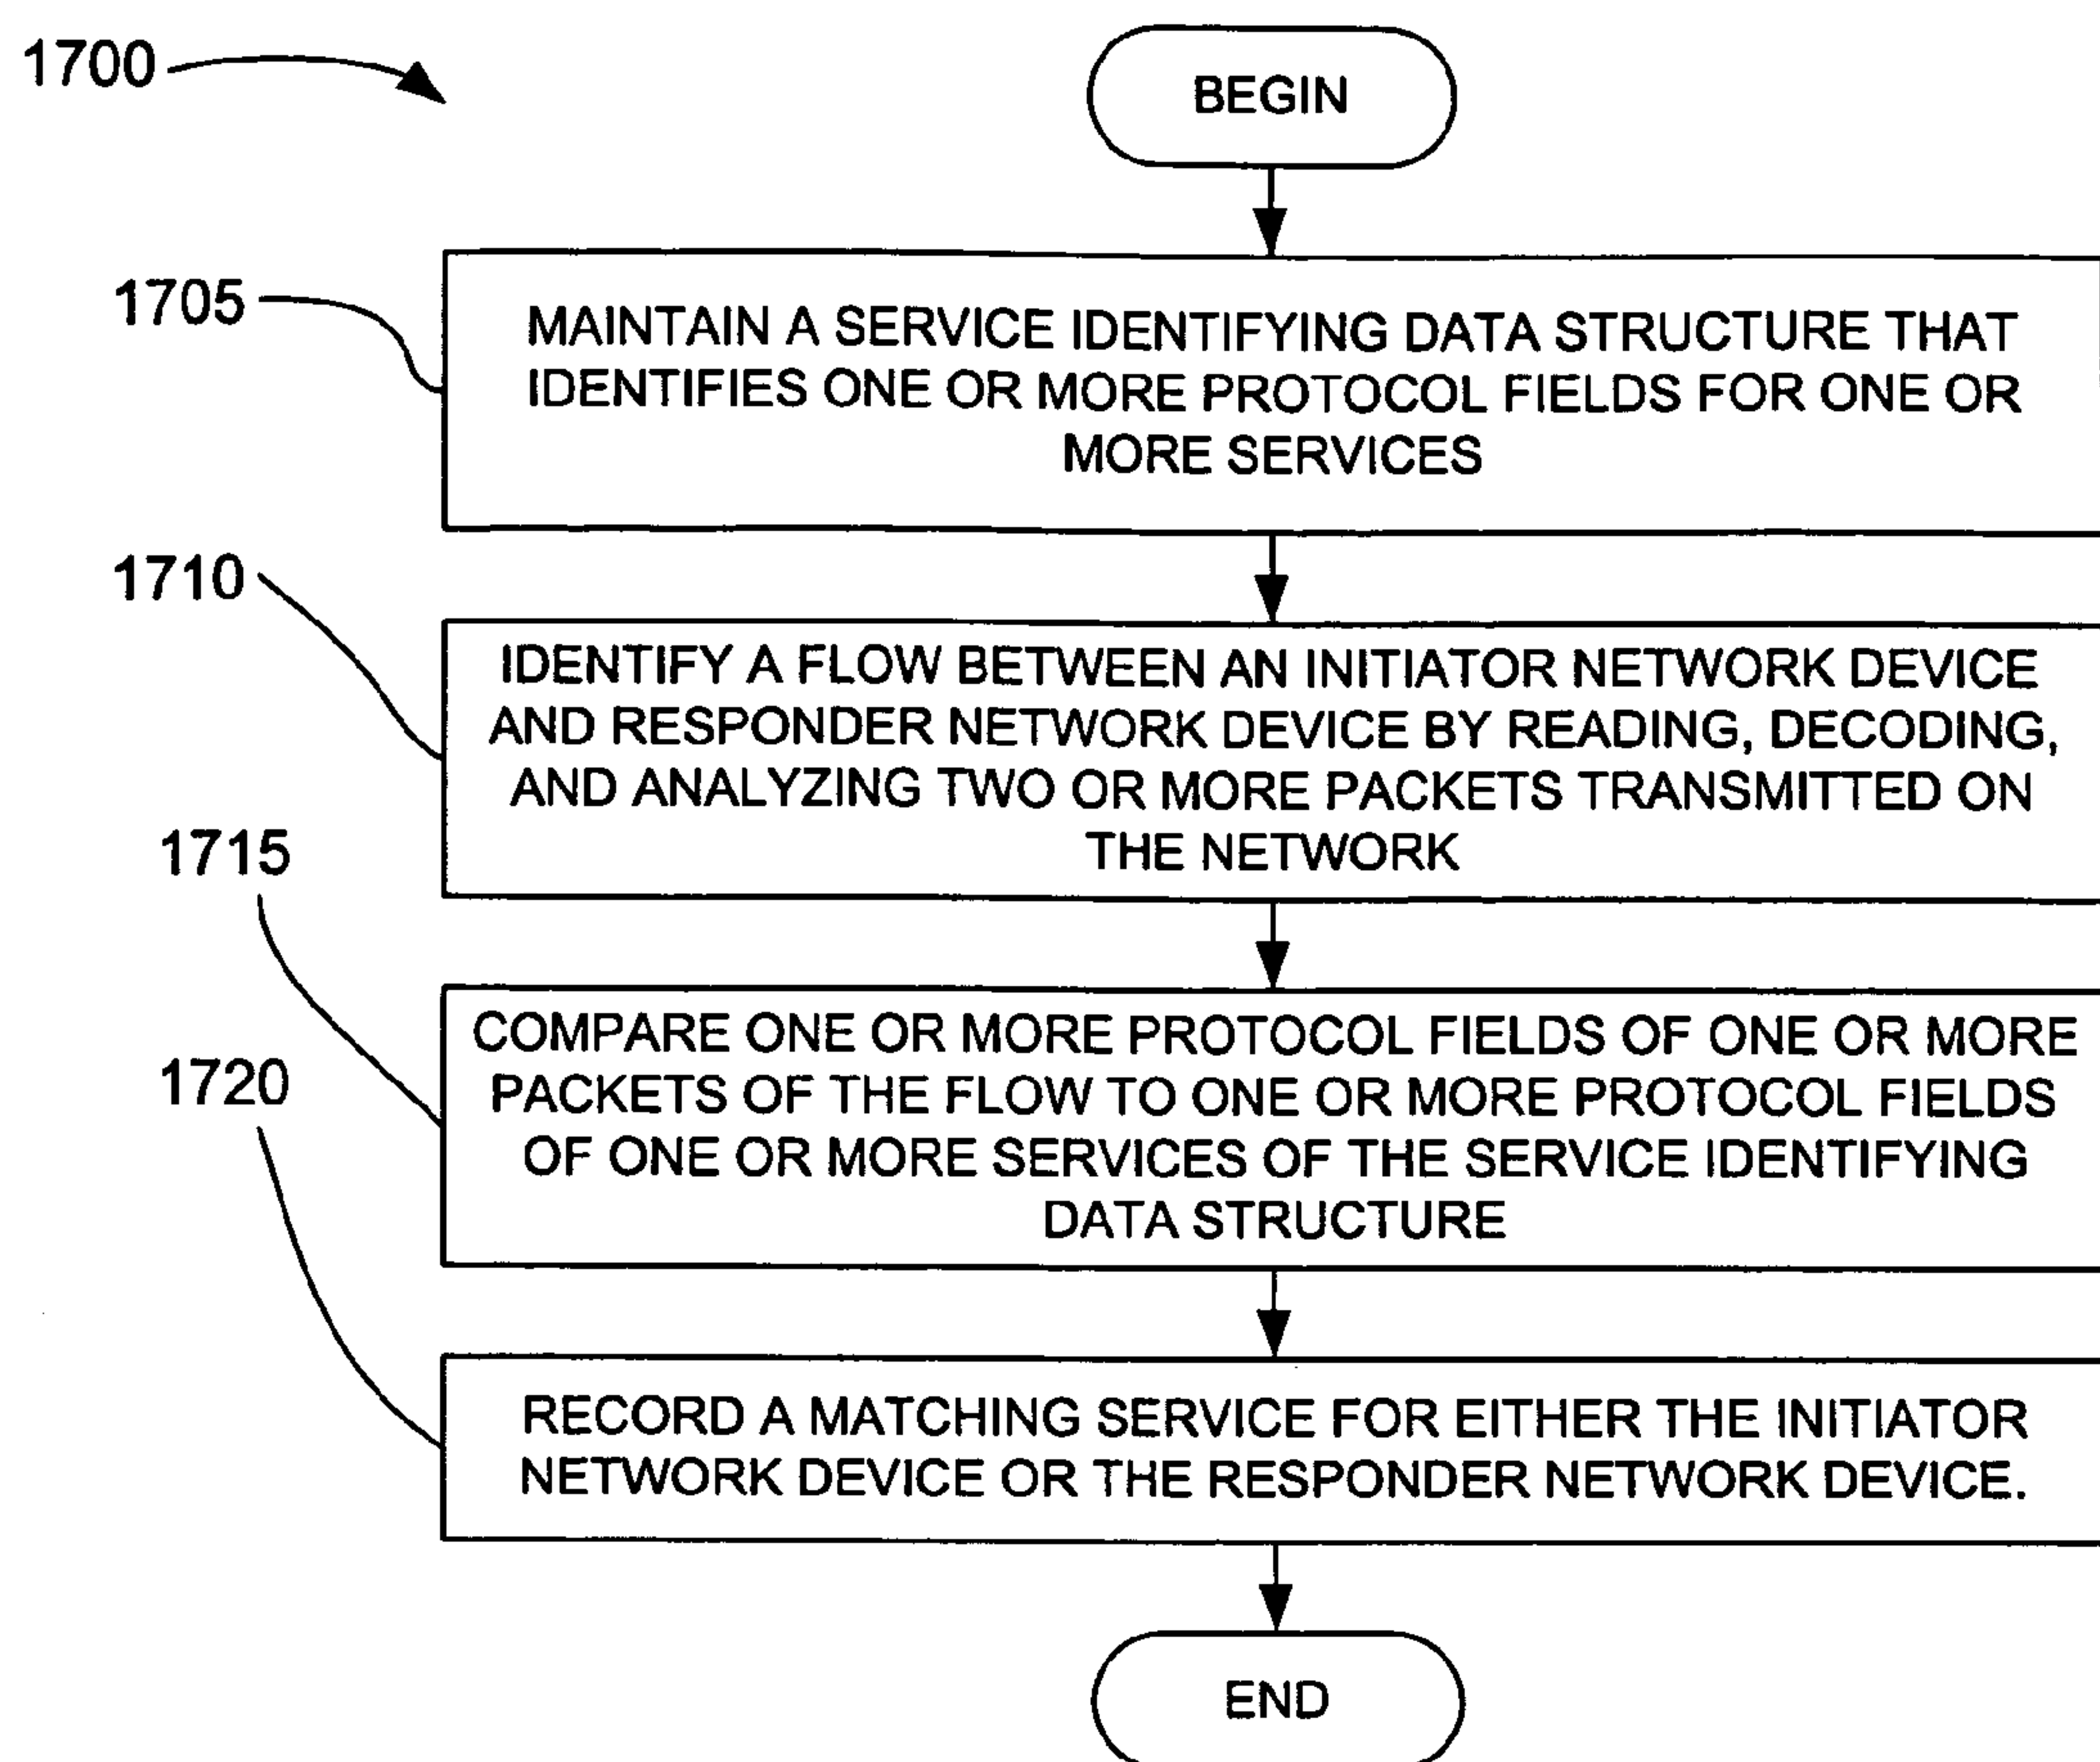 1700
BEGIN
1705
MAINTAIN A SERVICE IDENTIFYING DATA STRUCTURE THAT
IDENTIFIES ONE OR MORE PROTOCOL FIELDS FOR ONE OR
MORE SERVICES
1710
IDENTIFY A FLOW BETWEEN AN INITIATOR NETWORK DEVICE
AND RESPONDER NETWORK DEVICE BY READING, DECODING,
AND ANALYZING TWO OR MORE PACKETS TRANSMITTED ON
THE NETWORK
1715
COMPARE ONE OR MORE PROTOCOL FIELDS OF ONE OR MORE
PACKETS OF THE FLOW TO ONE OR MORE PROTOCOL FIELDS
OF ONE OR MORE SERVICES OF THE SERVICE IDENTIFYING
DATA STRUCTURE
1720
RECORD A MATCHING SERVICE FOR EITHER THE INITIATOR
NETWORK DEVICE OR THE RESPONDER NETWORK DEVICE.
END